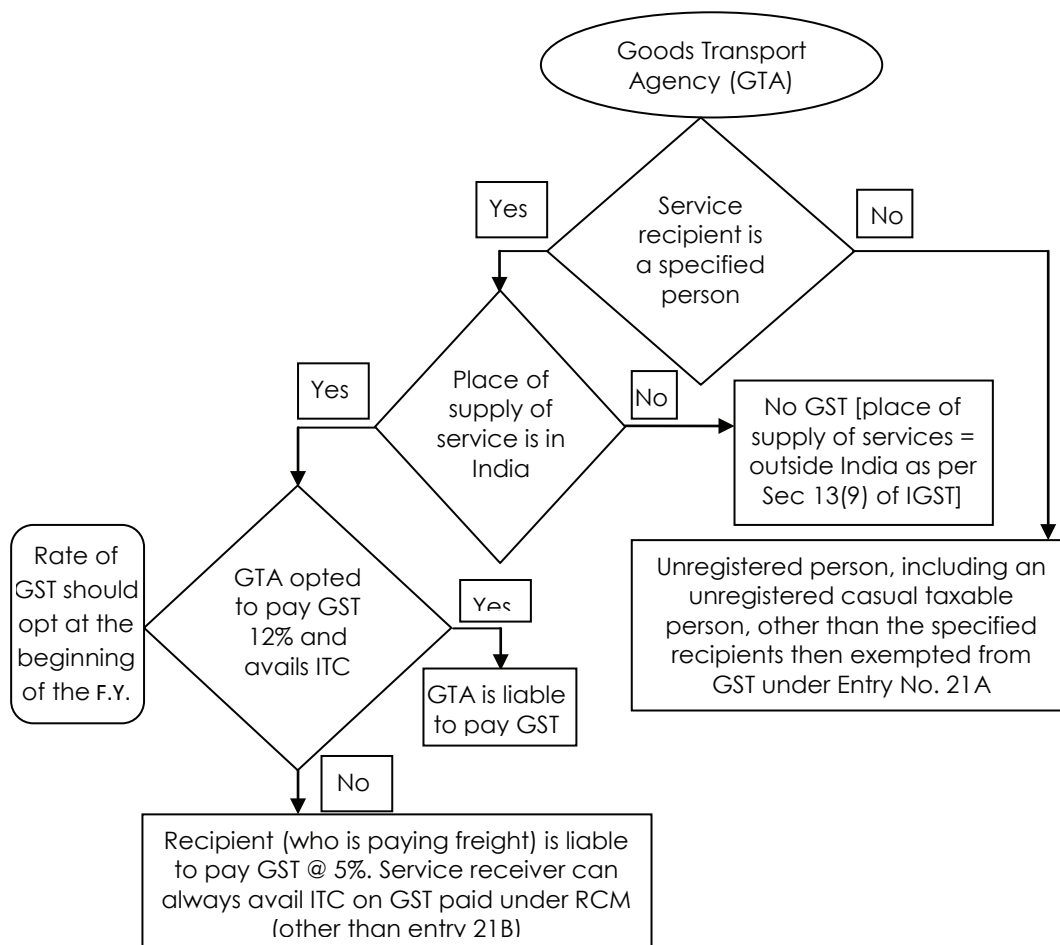 Goods Transport
Agency (GTA)
Yes
Service
recipient is
a specified
person
No
Yes
Place of
supply of
service is in
India
No
No GST [place of
supply of services =
outside India as per
Sec 13(9) of IGST]
Rate of
GST should
opt at the
beginning
of the F.Y.
GTA opted
to pay GST
12% and
avails ITC
Yes
GTA is liable
to pay GST
Unregistered person, including an
unregistered casual taxable
person, other than the specified
recipients then exempted from
GST under Entry No. 21A
No
Recipient (who is paying freight) is liable
to pay GST @ 5%. Service receiver can
always avail ITC on GST paid under RCM
(other than entry 21B)